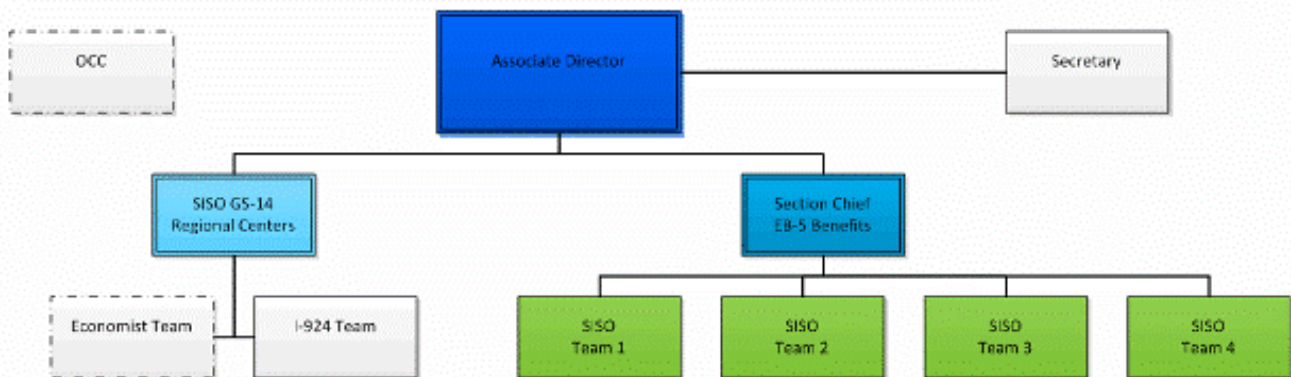 OCC
Associate Director
Secretary
SISO GS-14
Regional Centers
Section Chief
EB-5 Benefits
Economist Team
I-924 Team
SISO
Team 1
SISO
Team 2
SISO
Team 3
SISO
Team 4